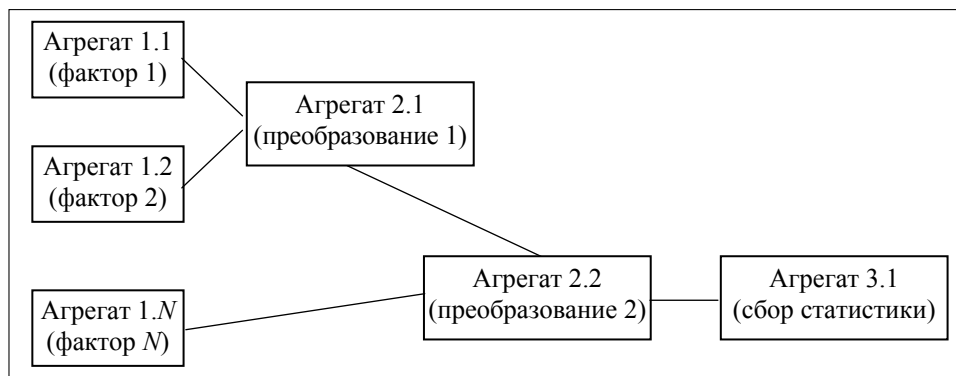 Агрегат 1.1
(фактор 1)
Агрегат 2.1
(преобразование 1)
Агрегат 1.2
(фактор 2)
Агрегат 2.2
(преобразование 2)
Агрегат 3.1
(сбор статистики)
Агрегат 1.N
(фактор N)